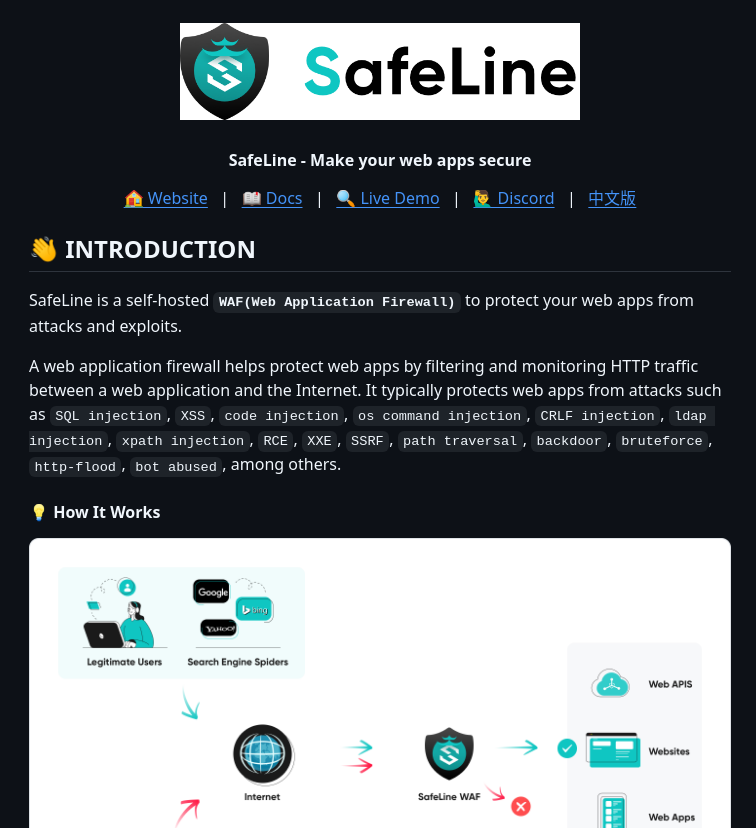 SafeLine
SafeLine - Make your web apps secure
🏠 Website | 📖 Docs | 🔍 Live Demo | 🙋‍♂️ Discord | 中文版
👋 INTRODUCTION
SafeLine is a self-hosted WAF(Web Application Firewall) to protect your web apps from
attacks and exploits.
A web application firewall helps protect web apps by filtering and monitoring HTTP traffic
between a web application and the Internet. It typically protects web apps from attacks such
as SQL injection, XSS, code injection, os command injection, CRLF injection, ldap
injection, xpath injection, RCE, XXE, SSRF, path traversal, backdoor, bruteforce,
http-flood, bot abused, among others.
💡 How It Works
Google
bing
YAHOO!
Legitimate Users
Search Engine Spiders
Web APIS
Websites
Internet
SafeLine WAF
Web Apps